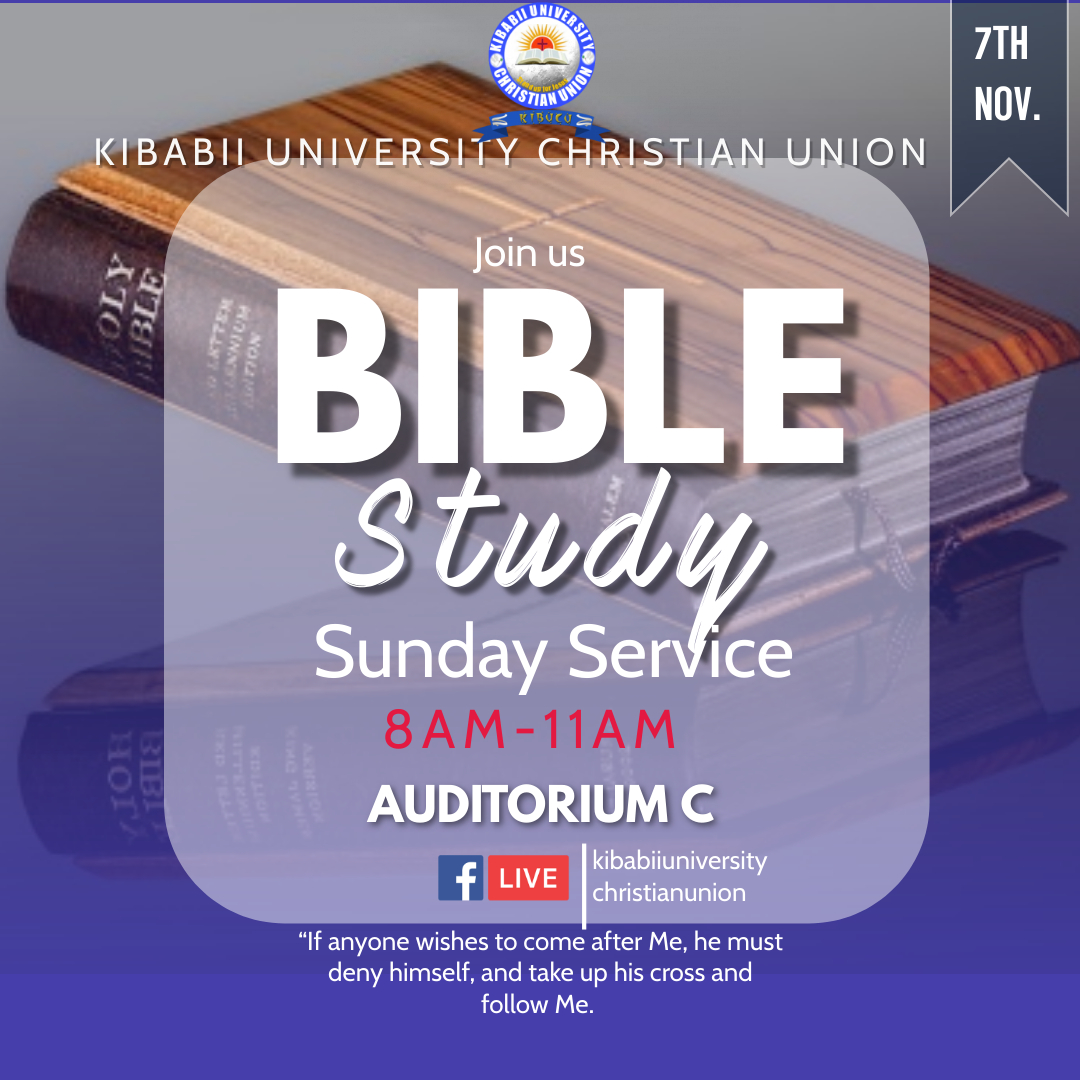 KIBABII UNIVERSITY
CHRISTIAN UNION
KIBUCU
7TH
NOV.
KIBABII UNIVERSITY CHRISTIAN UNION
HOLY
BIBLE
Join us
BIBLE
Study
Sunday Service
8AM-11AM
AUDITORIUM C
f LIVE
kibabiiuniversity
christianunion
“If anyone wishes to come after Me, he must
deny himself, and take up his cross and
follow Me.